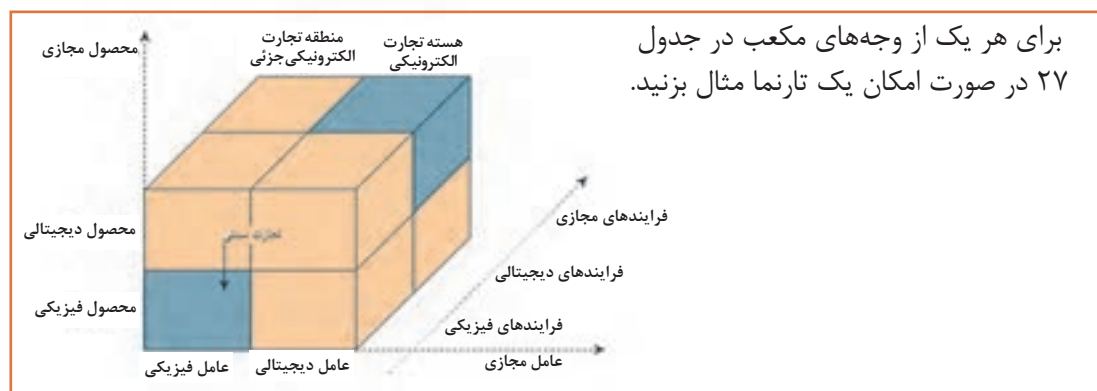 برای هر یک از وجه‌های مکعب در جدول
۲۷ در صورت امکان یک تارنما مثال بزنید.
هسته تجارت
الکترونیکی
منطقه تجارت
الکترونیکی‌جزئی
محصول مجازی
محصول دیجیتالی
محصول فیزیکی
فرایندهای مجازی
فرایندهای دیجیتالی
فرایندهای فیزیکی
عامل مجازی
عامل دیجیتالی
عامل فیزیکی